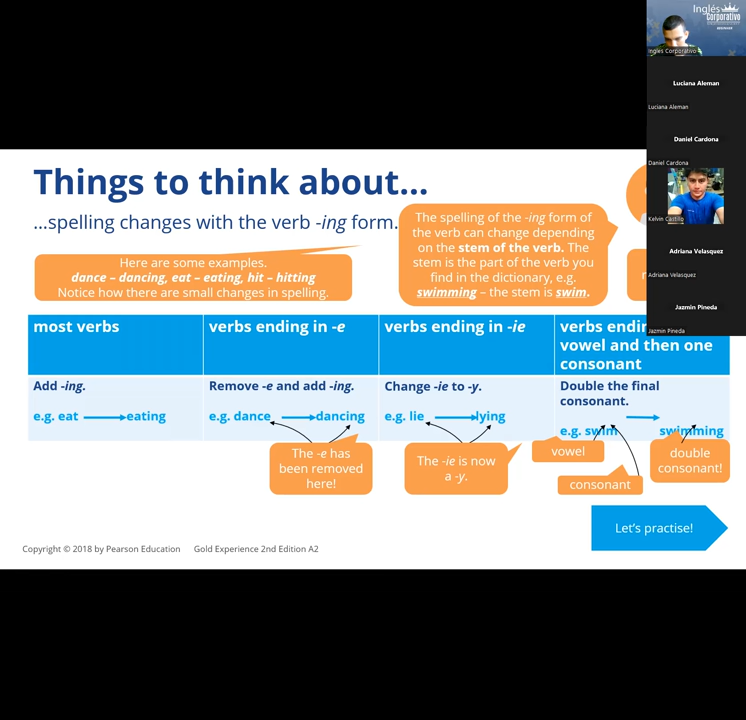 Things to think about...
...spelling changes with the verb -ing form.
Here are some examples.
dance – dancing, eat – eating, hit – hitting
Notice how there are small changes in spelling.
The spelling of the -ing form of
the verb can change depending
on the stem of the verb. The
stem is the part of the verb you
find in the dictionary, e.g.
swimming – the stem is swim.
most verbs
verbs ending in -e
verbs ending in -ie
verbs
vowel and then one
consonant
Add -ing.
e.g. eat eating
Remove -e and add -ing.
e.g. dance dancing
Change -ie to -y.
e.g. lie lying
Double the final
consonant.
e.g. swim swimming
The -e has
been removed
here!
The -ie is now
a -y.
vowel
consonant
double
consonant!
Let's practise!
Copyright © 2018 by Pearson Education Gold Experience 2nd Edition A2
Inglés
Corporativo
Inglés Corporativo
Luciana Aleman
Luciana Aleman
Daniel Cardona
Daniel Cardona
Kelvin Castillo
Adriana Velasquez
Adriana Velasquez
Jazmin Pineda
Jazmin Pineda